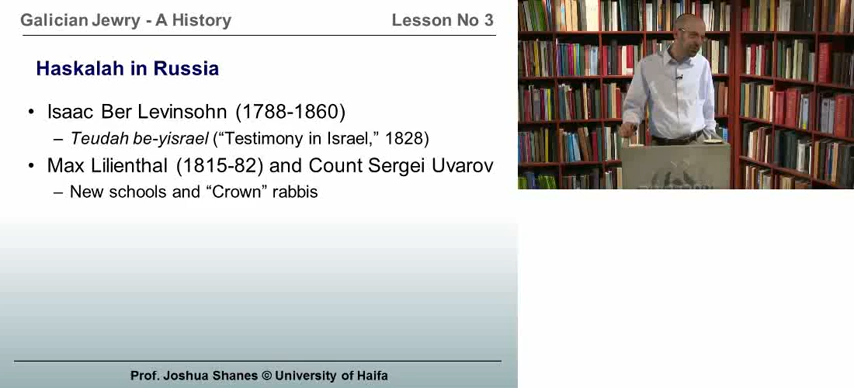 Galician Jewry - A History
Lesson No 3
Haskalah in Russia
• Isaac Ber Levinsohn (1788-1860)
– Teudah be-yisrael (“Testimony in Israel,” 1828)
• Max Lilienthal (1815-82) and Count Sergei Uvarov
– New schools and “Crown” rabbis
Prof. Joshua Shanes © University of Haifa